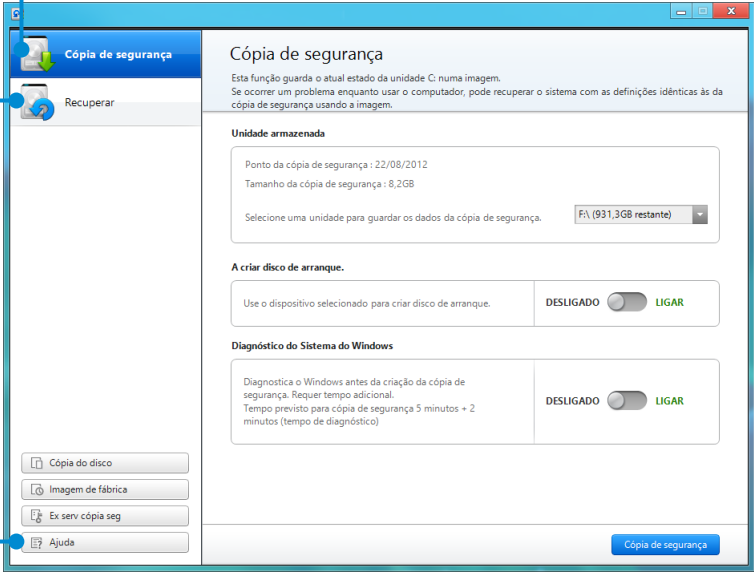 Cópia de segurança
Recuperar
Cópia de segurança
Esta função guarda o atual estado da unidade C: numa imagem.
Se ocorrer um problema enquanto usar o computador, pode recuperar o sistema com as definições idênticas às da
cópia de segurança usando a imagem.
Unidade armazenada
Ponto da cópia de segurança : 22/08/2012
Tamanho da cópia de segurança : 8,2GB
Selecione uma unidade para guardar os dados da cópia de segurança.
F:\ (931,3GB restante)
A criar disco de arranque.
Use o dispositivo selecionado para criar disco de arranque.
DESLIGADO LIGAR
Diagnóstico do Sistema do Windows
Diagnostica o Windows antes da criação da cópia de
segurança. Requer tempo adicional.
Tempo previsto para cópia de segurança 5 minutos + 2
minutos (tempo de diagnóstico)
DESLIGADO LIGAR
Cópia do disco
Imagem de fábrica
Ex serv cópia seg
Ajuda
Cópia de segurança